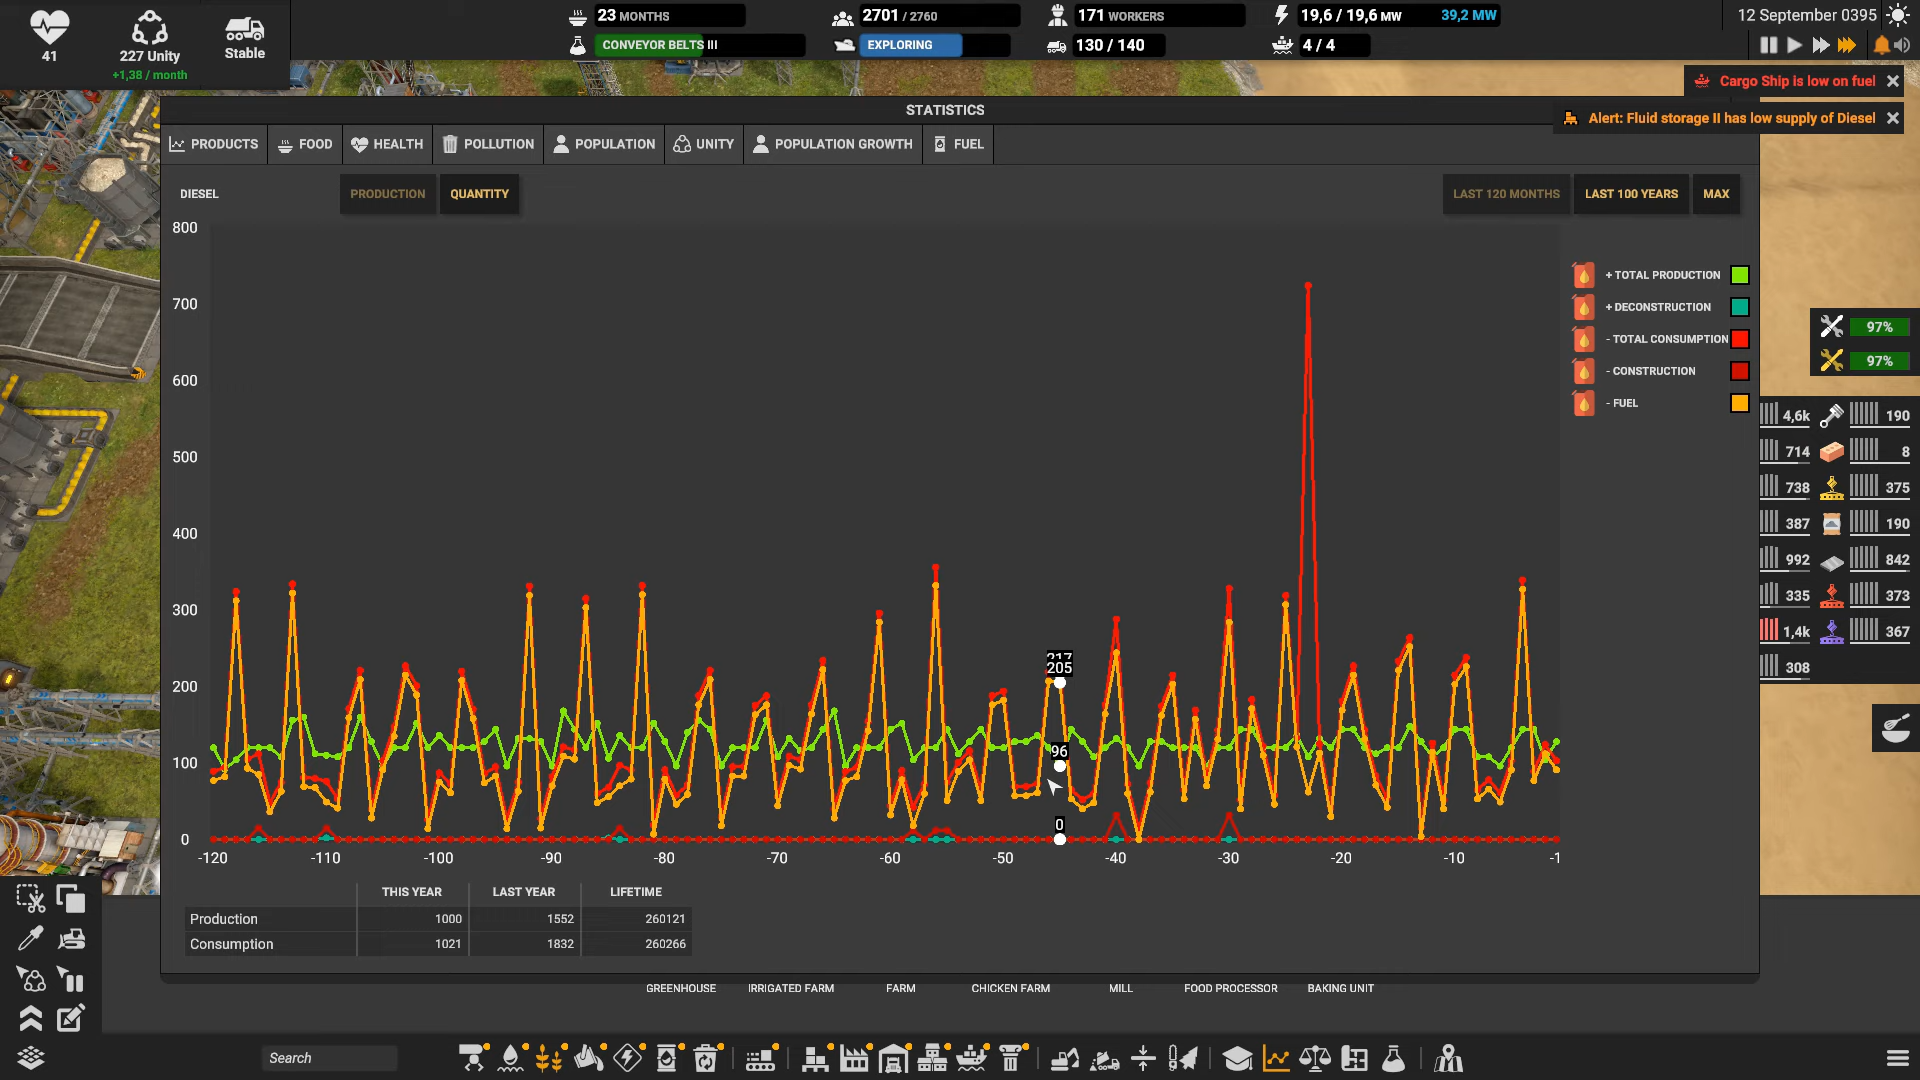 41
227 Unity
+1,38 / month
Stable
23 MONTHS
CONVEYOR BELTS III
2701 / 2760
EXPLORING
171 WORKERS
130 / 140
19,6 / 19,6 MW
39,2 MW
4 / 4
12 September 0395
Cargo Ship is low on fuel
Alert: Fluid storage II has low supply of Diesel
STATISTICS
PRODUCTS
FOOD
HEALTH
POLLUTION
POPULATION
UNITY
POPULATION GROWTH
FUEL
DIESEL
PRODUCTION
QUANTITY
LAST 120 MONTHS
LAST 100 YEARS
MAX
800
700
600
500
400
300
200
100
0
+ TOTAL PRODUCTION
+ DECONSTRUCTION
- TOTAL CONSUMPTION
- CONSTRUCTION
- FUEL
217
205
96
0
-120
-110
-100
-90
-80
-70
-60
-50
-40
-30
-20
-10
-1
THIS YEAR LAST YEAR LIFETIME
Production 1000 1552 260121
Consumption 1021 1832 260266
97%
97%
4,6k 190
714 8
738 375
387 190
992 842
335 373
1,4k 367
308
GREENHOUSE
IRRIGATED FARM
FARM
CHICKEN FARM
MILL
FOOD PROCESSOR
BAKING UNIT
Search